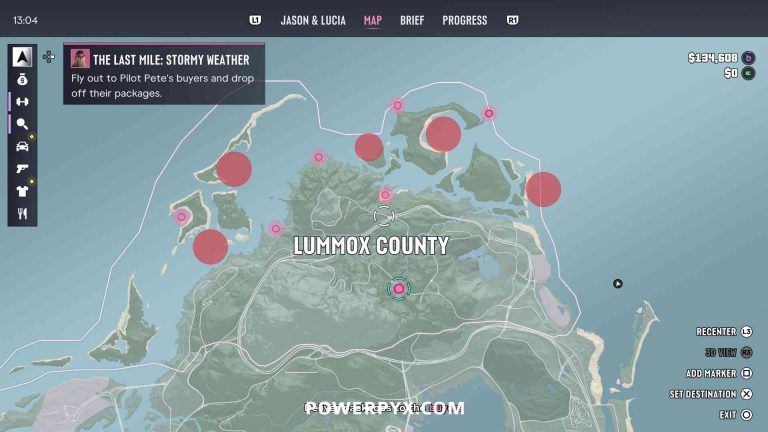 13:04
L1 JASON & LUCIA MAP BRIEF PROGRESS R1
THE LAST MILE: STORMY WEATHER
Fly out to Pilot Pete's buyers and drop
off their packages.
$134,608
$0
LUMMOX COUNTY
RECENTER L3
3D VIEW R3
ADD MARKER
SET DESTINATION
EXIT
POWERPYX.COM